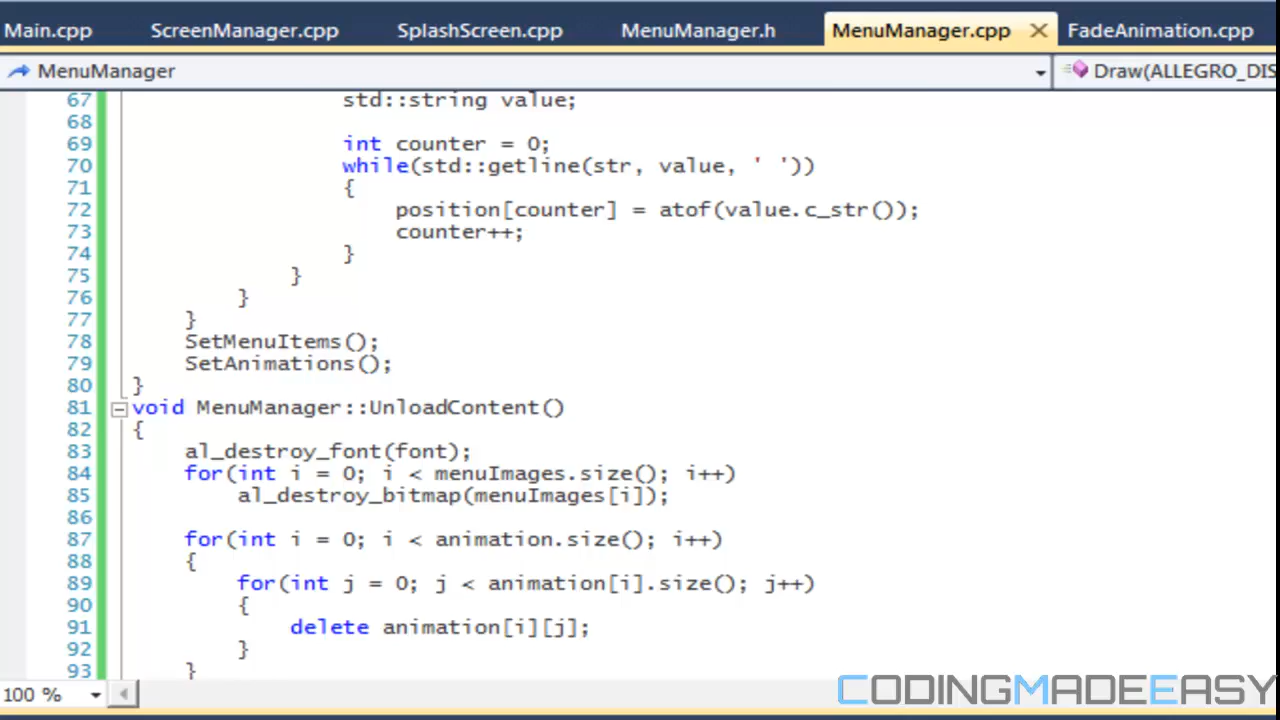 Main.cpp ScreenManager.cpp SplashScreen.cpp MenuManager.h MenuManager.cpp FadeAnimation.cpp
MenuManager Draw(ALLEGRO_DIS
67 std::string value;
68
69 int counter = 0;
70 while(std::getline(str, value, ' '))
71 {
72 position[counter] = atof(value.c_str());
73 counter++;
74 }
75 }
76 }
77 }
78 SetMenuItems();
79 SetAnimations();
80 }
81 void MenuManager::UnloadContent()
82 {
83 al_destroy_font(font);
84 for(int i = 0; i < menuImages.size(); i++)
85 al_destroy_bitmap(menuImages[i]);
86
87 for(int i = 0; i < animation.size(); i++)
88 {
89 for(int j = 0; j < animation[i].size(); j++)
90 {
91 delete animation[i][j];
92 }
93 }
100 %
CODINGMADEEASY